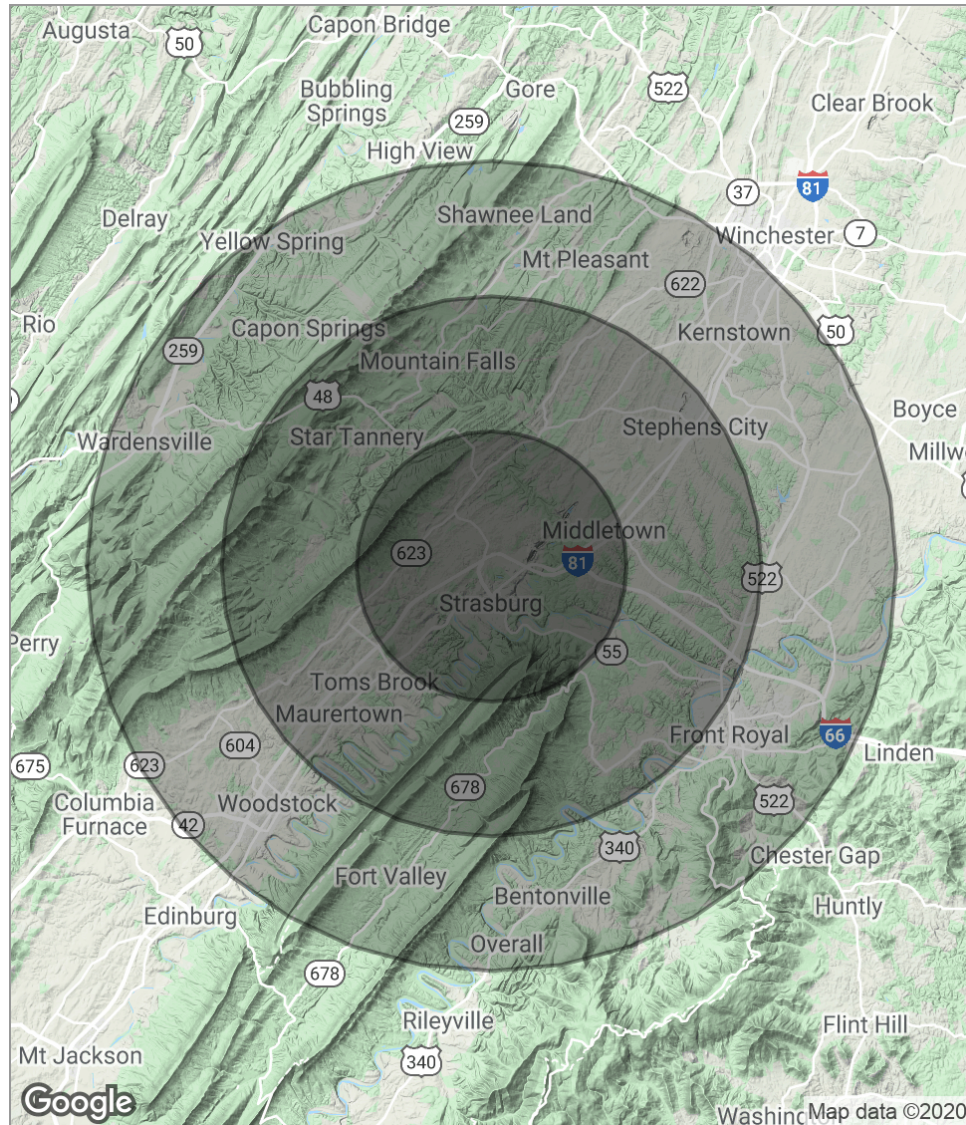 Augusta
50
Capon Bridge
522
Bubbling
Springs
Gore
Clear Brook
259
High View
37
81
Delray
Shawnee Land
Yellow Spring
Winchester
7
Mt Pleasant
622
Rio
Capon Springs
Kernstown
50
259
Mountain Falls
48
Boyce
Wardensville
Star Tannery
Stephens City
Millw
Middletown
623
81
522
Strasburg
Perry
55
Toms Brook
Maurertown
Front Royal
66
604
Linden
675
623
678
Columbia
Furnace
Woodstock
522
42
340
Chester Gap
Fort Valley
Bentonville
Huntly
Edinburg
Overall
678
Rileyville
Flint Hill
Mt Jackson
340
Google
Washington
Map data ©2020